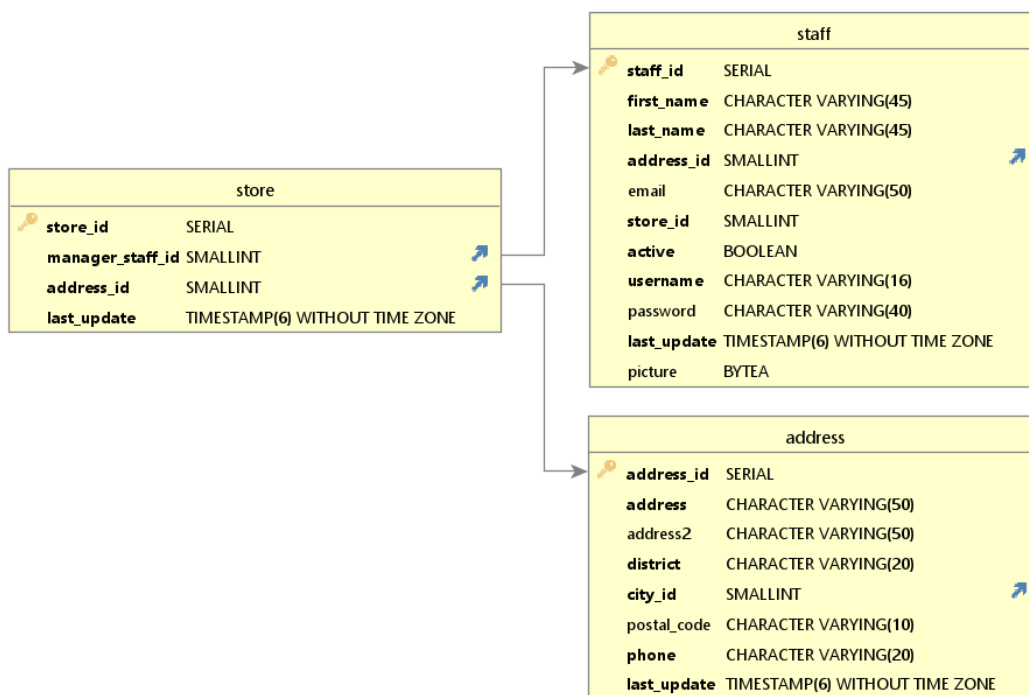 store
store_id SERIAL
manager_staff_id SMALLINT
address_id SMALLINT
last_update TIMESTAMP(6) WITHOUT TIME ZONE
staff
staff_id SERIAL
first_name CHARACTER VARYING(45)
last_name CHARACTER VARYING(45)
address_id SMALLINT
email CHARACTER VARYING(50)
store_id SMALLINT
active BOOLEAN
username CHARACTER VARYING(16)
password CHARACTER VARYING(40)
last_update TIMESTAMP(6) WITHOUT TIME ZONE
picture BYTEA
address
address_id SERIAL
address CHARACTER VARYING(50)
address2 CHARACTER VARYING(50)
district CHARACTER VARYING(20)
city_id SMALLINT
postal_code CHARACTER VARYING(10)
phone CHARACTER VARYING(20)
last_update TIMESTAMP(6) WITHOUT TIME ZONE